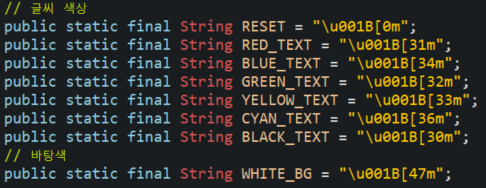 // 글씨 색상
public static final String RESET = "\u001B[0m";
public static final String RED_TEXT = "\u001B[31m";
public static final String BLUE_TEXT = "\u001B[34m";
public static final String GREEN_TEXT = "\u001B[32m";
public static final String YELLOW_TEXT = "\u001B[33m";
public static final String CYAN_TEXT = "\u001B[36m";
public static final String BLACK_TEXT = "\u001B[30m";
// 바탕색
public static final String WHITE_BG = "\u001B[47m";